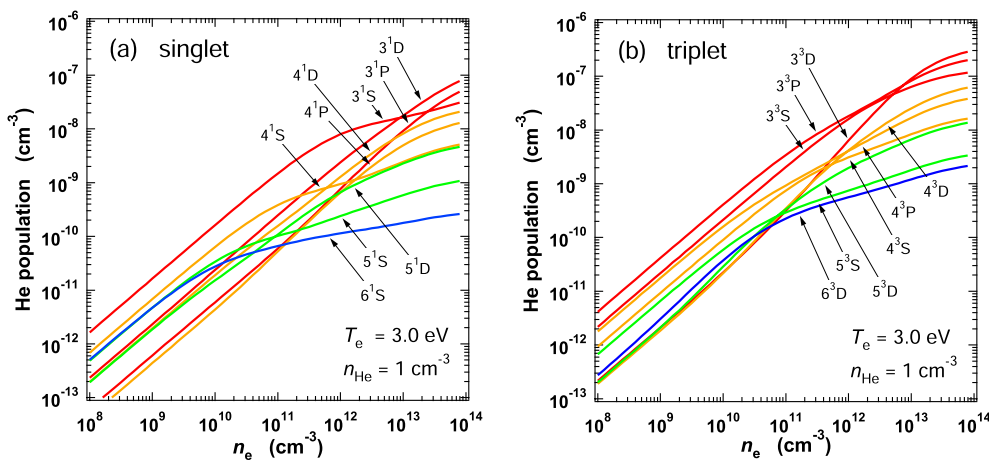 (a) singlet
He population (cm⁻³)
10⁻⁶
10⁻⁷
10⁻⁸
10⁻⁹
10⁻¹⁰
10⁻¹¹
10⁻¹²
10⁻¹³
3¹D
3¹P
4¹D
3¹S
4¹P
4¹S
5¹S
5¹D
6¹S
Tₑ = 3.0 eV
n_He = 1 cm⁻³
10⁸ 10⁹ 10¹⁰ 10¹¹ 10¹² 10¹³ 10¹⁴
nₑ (cm⁻³)
(b) triplet
He population (cm⁻³)
10⁻⁶
10⁻⁷
10⁻⁸
10⁻⁹
10⁻¹⁰
10⁻¹¹
10⁻¹²
10⁻¹³
3³D
3³P
3³S
4³D
4³P
4³S
5³S
5³D
6³D
Tₑ = 3.0 eV
n_He = 1 cm⁻³
10⁸ 10⁹ 10¹⁰ 10¹¹ 10¹² 10¹³ 10¹⁴
nₑ (cm⁻³)